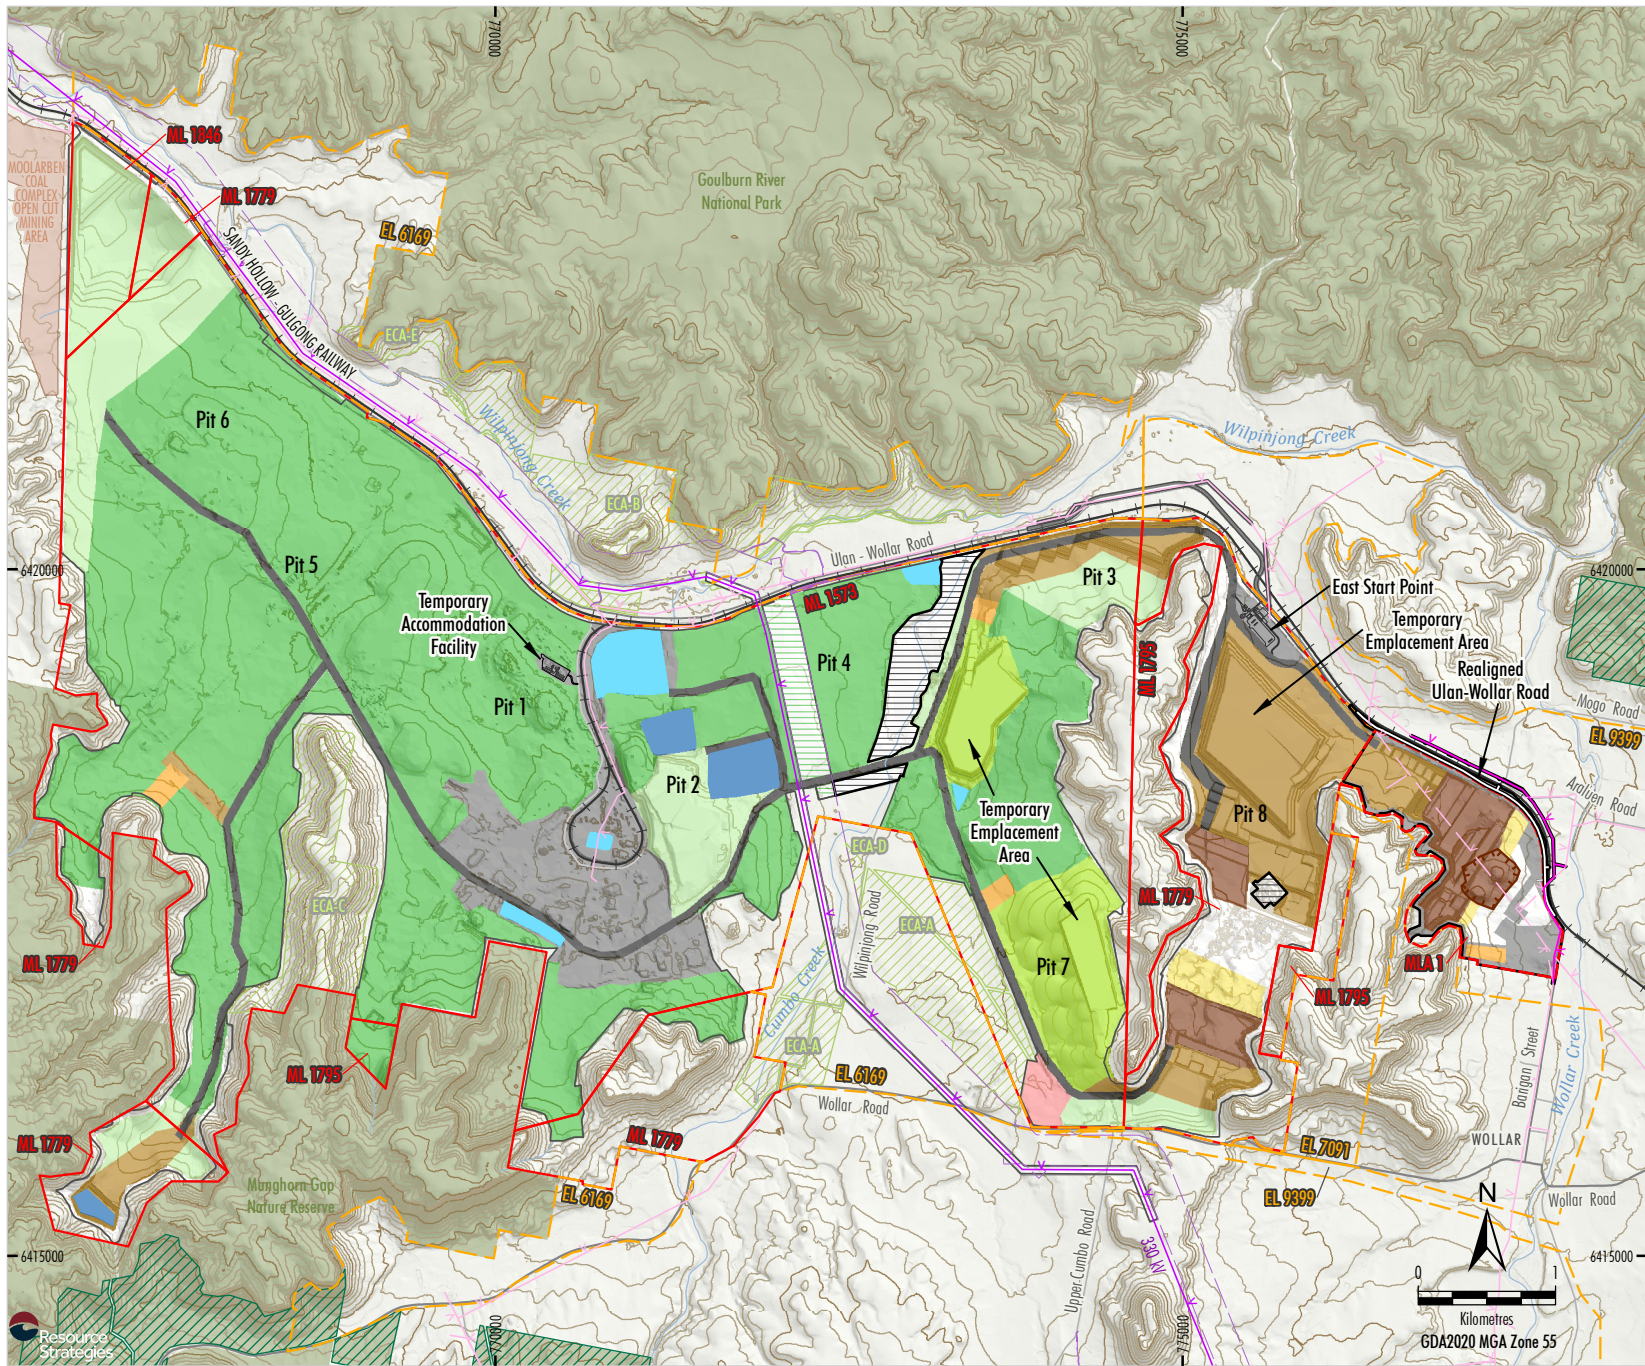 770000
775000
ML 1846
MOOLARBEN
COAL
COMPLEX
OPEN CUT
MINING
AREA
ML 1779
Goulburn River
National Park
EL 6169
SANDY HOLLOW - GULGONG RAILWAY
ECA-E
Pit 6
Wilpinjong Creek
Wilpinjong Creek
ECA-B
Ulan - Wollar Road
6420000
Pit 5
Pit 3
6420000
East Start Point
Temporary
Accommodation
Facility
ML 1573
Temporary
Emplacement Area
Pit 4
ML 1795
Realigned
Ulan-Wollar Road
Pit 1
Mogo Road
EL 9399
Pit 2
Araluen Road
Temporary
Emplacement
Area
Pit 8
ECA-D
ECA-C
ML 1779
Wilpinjong Road
ECA-A
ML 1779
Pit 7
MLA 1
Cumbo Creek
ML 1795
ECA-A
ML 1795
EL 6169
Barigan Street
Wollar Creek
Wollar Road
ML 1779
ML 1779
WOLLAR
EL 7091
Munghorn Gap
Nature Reserve
EL 6169
EL 9399
N
Wollar Road
Upper Cumbo Road
330 kV
6415000
6415000
0
1
Kilometres
GDA2020 MGA Zone 55
Resource
Strategies
770000
775000